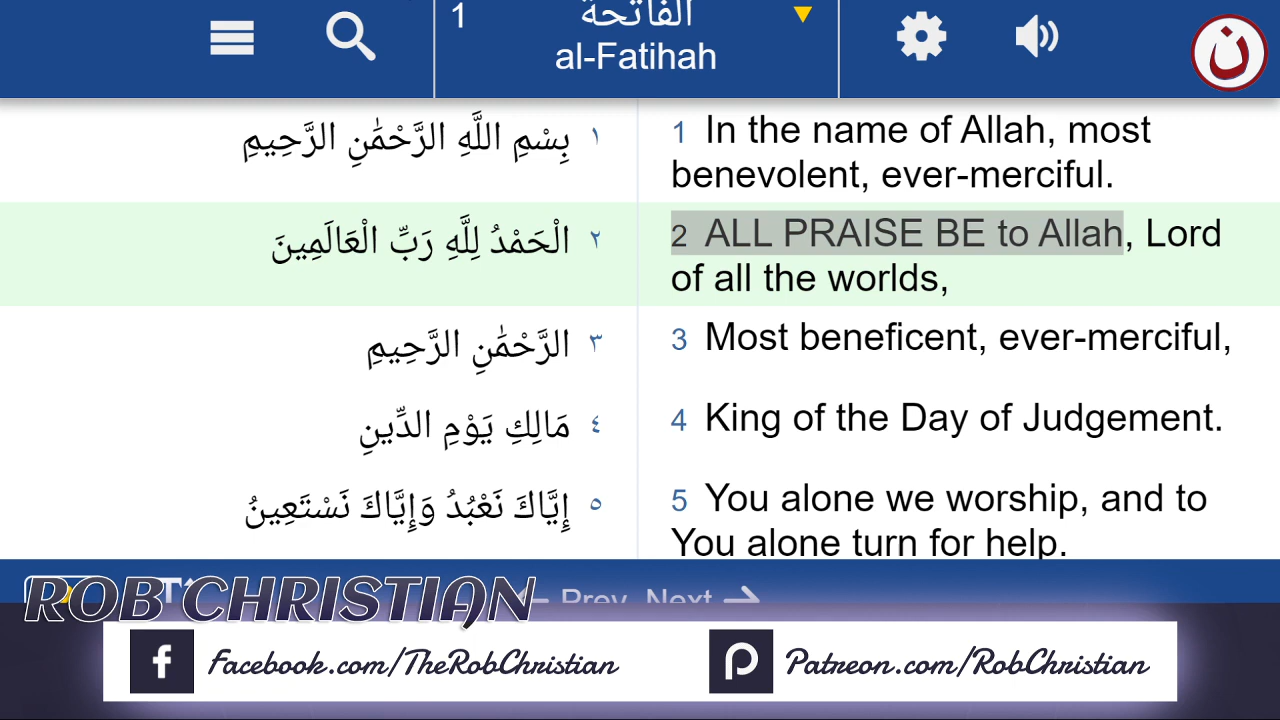 1
الفاتحة
al-Fatihah
ن
١ بِسْمِ اللَّهِ الرَّحْمَٰنِ الرَّحِيمِ
1 In the name of Allah, most
benevolent, ever-merciful.
٢ الْحَمْدُ لِلَّهِ رَبِّ الْعَالَمِينَ
2 ALL PRAISE BE to Allah, Lord
of all the worlds,
٣ الرَّحْمَٰنِ الرَّحِيمِ
3 Most beneficent, ever-merciful,
٤ مَالِكِ يَوْمِ الدِّينِ
4 King of the Day of Judgement.
٥ إِيَّاكَ نَعْبُدُ وَإِيَّاكَ نَسْتَعِينُ
5 You alone we worship, and to
You alone turn for help.
ROB CHRISTIAN
← Prev Next →
Facebook.com/TheRobChristian
Patreon.com/RobChristian